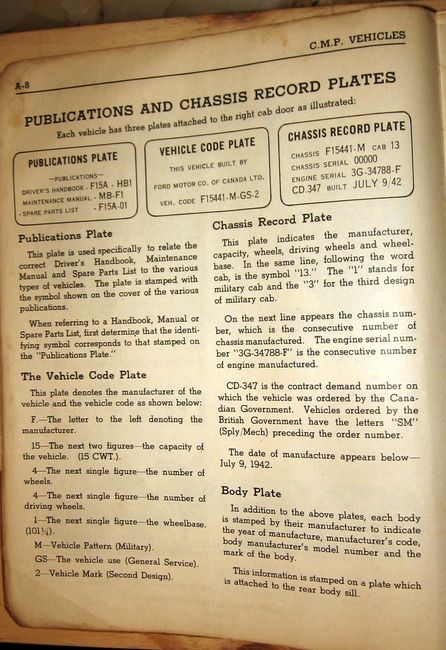 C.M.P. VEHICLES
A-8
PUBLICATIONS AND CHASSIS RECORD PLATES
Each vehicle has three plates attached to the right cab door as illustrated:
PUBLICATIONS PLATE
—PUBLICATIONS—
DRIVER'S HANDBOOK - F15A - HB1
MAINTENANCE MANUAL - MB-F1
- SPARE PARTS LIST - F15A-01
VEHICLE CODE PLATE
THIS VEHICLE BUILT BY
FORD MOTOR CO. OF CANADA LTD.
VEH. CODE F15441-M-GS-2
CHASSIS RECORD PLATE
CHASSIS F15441-M CAB 13
CHASSIS SERIAL 00000
ENGINE SERIAL 3G-34788-F
CD.347 BUILT JULY 9/42
Publications Plate
This plate is used specifically to relate the
correct Driver's Handbook, Maintenance
Manual and Spare Parts List to the various
types of vehicles. The plate is stamped with
the symbol shown on the cover of the various
publications.
When referring to a Handbook, Manual or
Spare Parts List, first determine that the identi-
fying symbol corresponds to that stamped on
the "Publications Plate."
The Vehicle Code Plate
This plate denotes the manufacturer of the
vehicle and the vehicle code as shown below:
F.—The letter to the left denoting the
manufacturer.
15—The next two figures—the capacity of
the vehicle. (15 CWT.).
4—The next single figure—the number of
wheels.
4—The next single figure—the number of
driving wheels.
1—The next single figure—the wheelbase.
(101¼).
M—Vehicle Pattern (Military).
GS—The vehicle use (General Service).
2—Vehicle Mark (Second Design).
Chassis Record Plate
This plate indicates the manufacturer,
capacity, wheels, driving wheels and wheel-
base. In the same line, following the word
cab, is the symbol "13." The "1" stands for
military cab and the "3" for the third design
of military cab.
On the next line appears the chassis num-
ber, which is the consecutive number of
chassis manufactured. The engine serial num-
ber "3G-34788-F" is the consecutive number
of engine manufactured.
CD-347 is the contract demand number on
which the vehicle was ordered by the Cana-
dian Government. Vehicles ordered by the
British Government have the letters "SM"
(Sply/Mech) preceding the order number.
The date of manufacture appears below—
July 9, 1942.
Body Plate
In addition to the above plates, each body
is stamped by their manufacturer to indicate
the year of manufacture, manufacturer's code,
body manufacturer's model number and the
mark of the body.
This information is stamped on a plate which
is attached to the rear body sill.